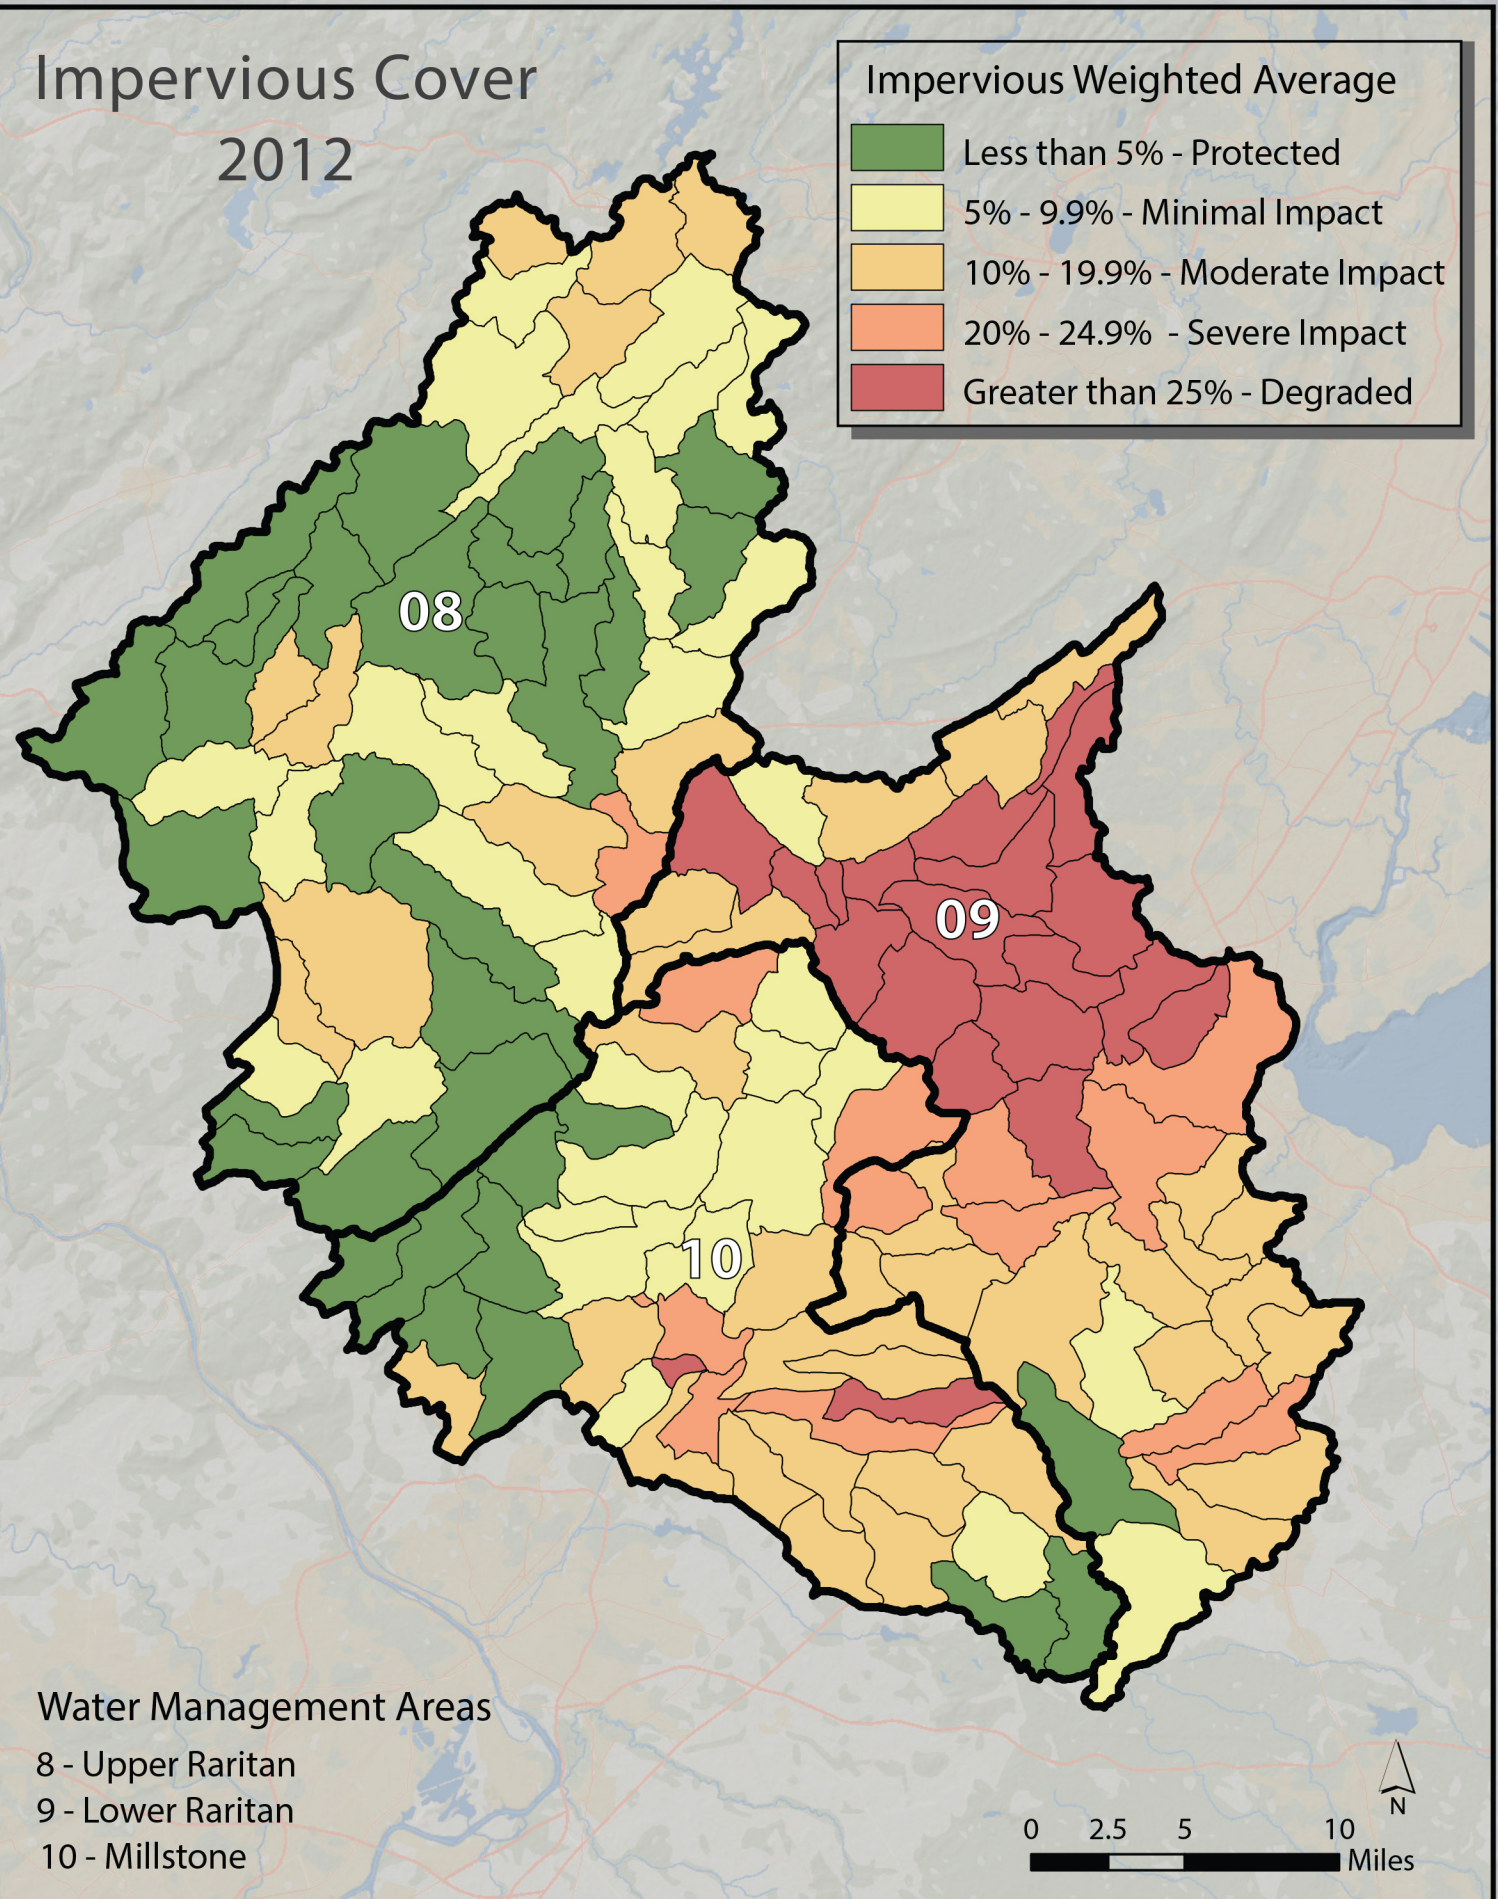 Impervious Cover
2012
Impervious Weighted Average
Less than 5% - Protected
5% - 9.9% - Minimal Impact
10% - 19.9% - Moderate Impact
20% - 24.9% - Severe Impact
Greater than 25% - Degraded
08
09
10
Water Management Areas
8 - Upper Raritan
9 - Lower Raritan
10 - Millstone
N
0 2.5 5 10
Miles